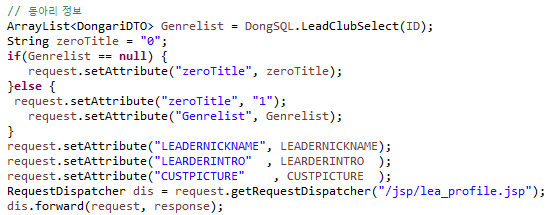 // 동아리 정보
ArrayList<DongariDTO> Genrelist = DongSQL.LeadClubSelect(ID);
String zeroTitle = "0";
if(Genrelist == null) {
   request.setAttribute("zeroTitle", zeroTitle);
}else {
 request.setAttribute("zeroTitle", "1");
   request.setAttribute("Genrelist", Genrelist);
}
request.setAttribute("LEADERNICKNAME", LEADERNICKNAME);
request.setAttribute("LEARDERINTRO"  , LEARDERINTRO  );
request.setAttribute("CUSTPICTURE"    , CUSTPICTURE  );
RequestDispatcher dis = request.getRequestDispatcher("/jsp/lea_profile.jsp");
dis.forward(request, response);